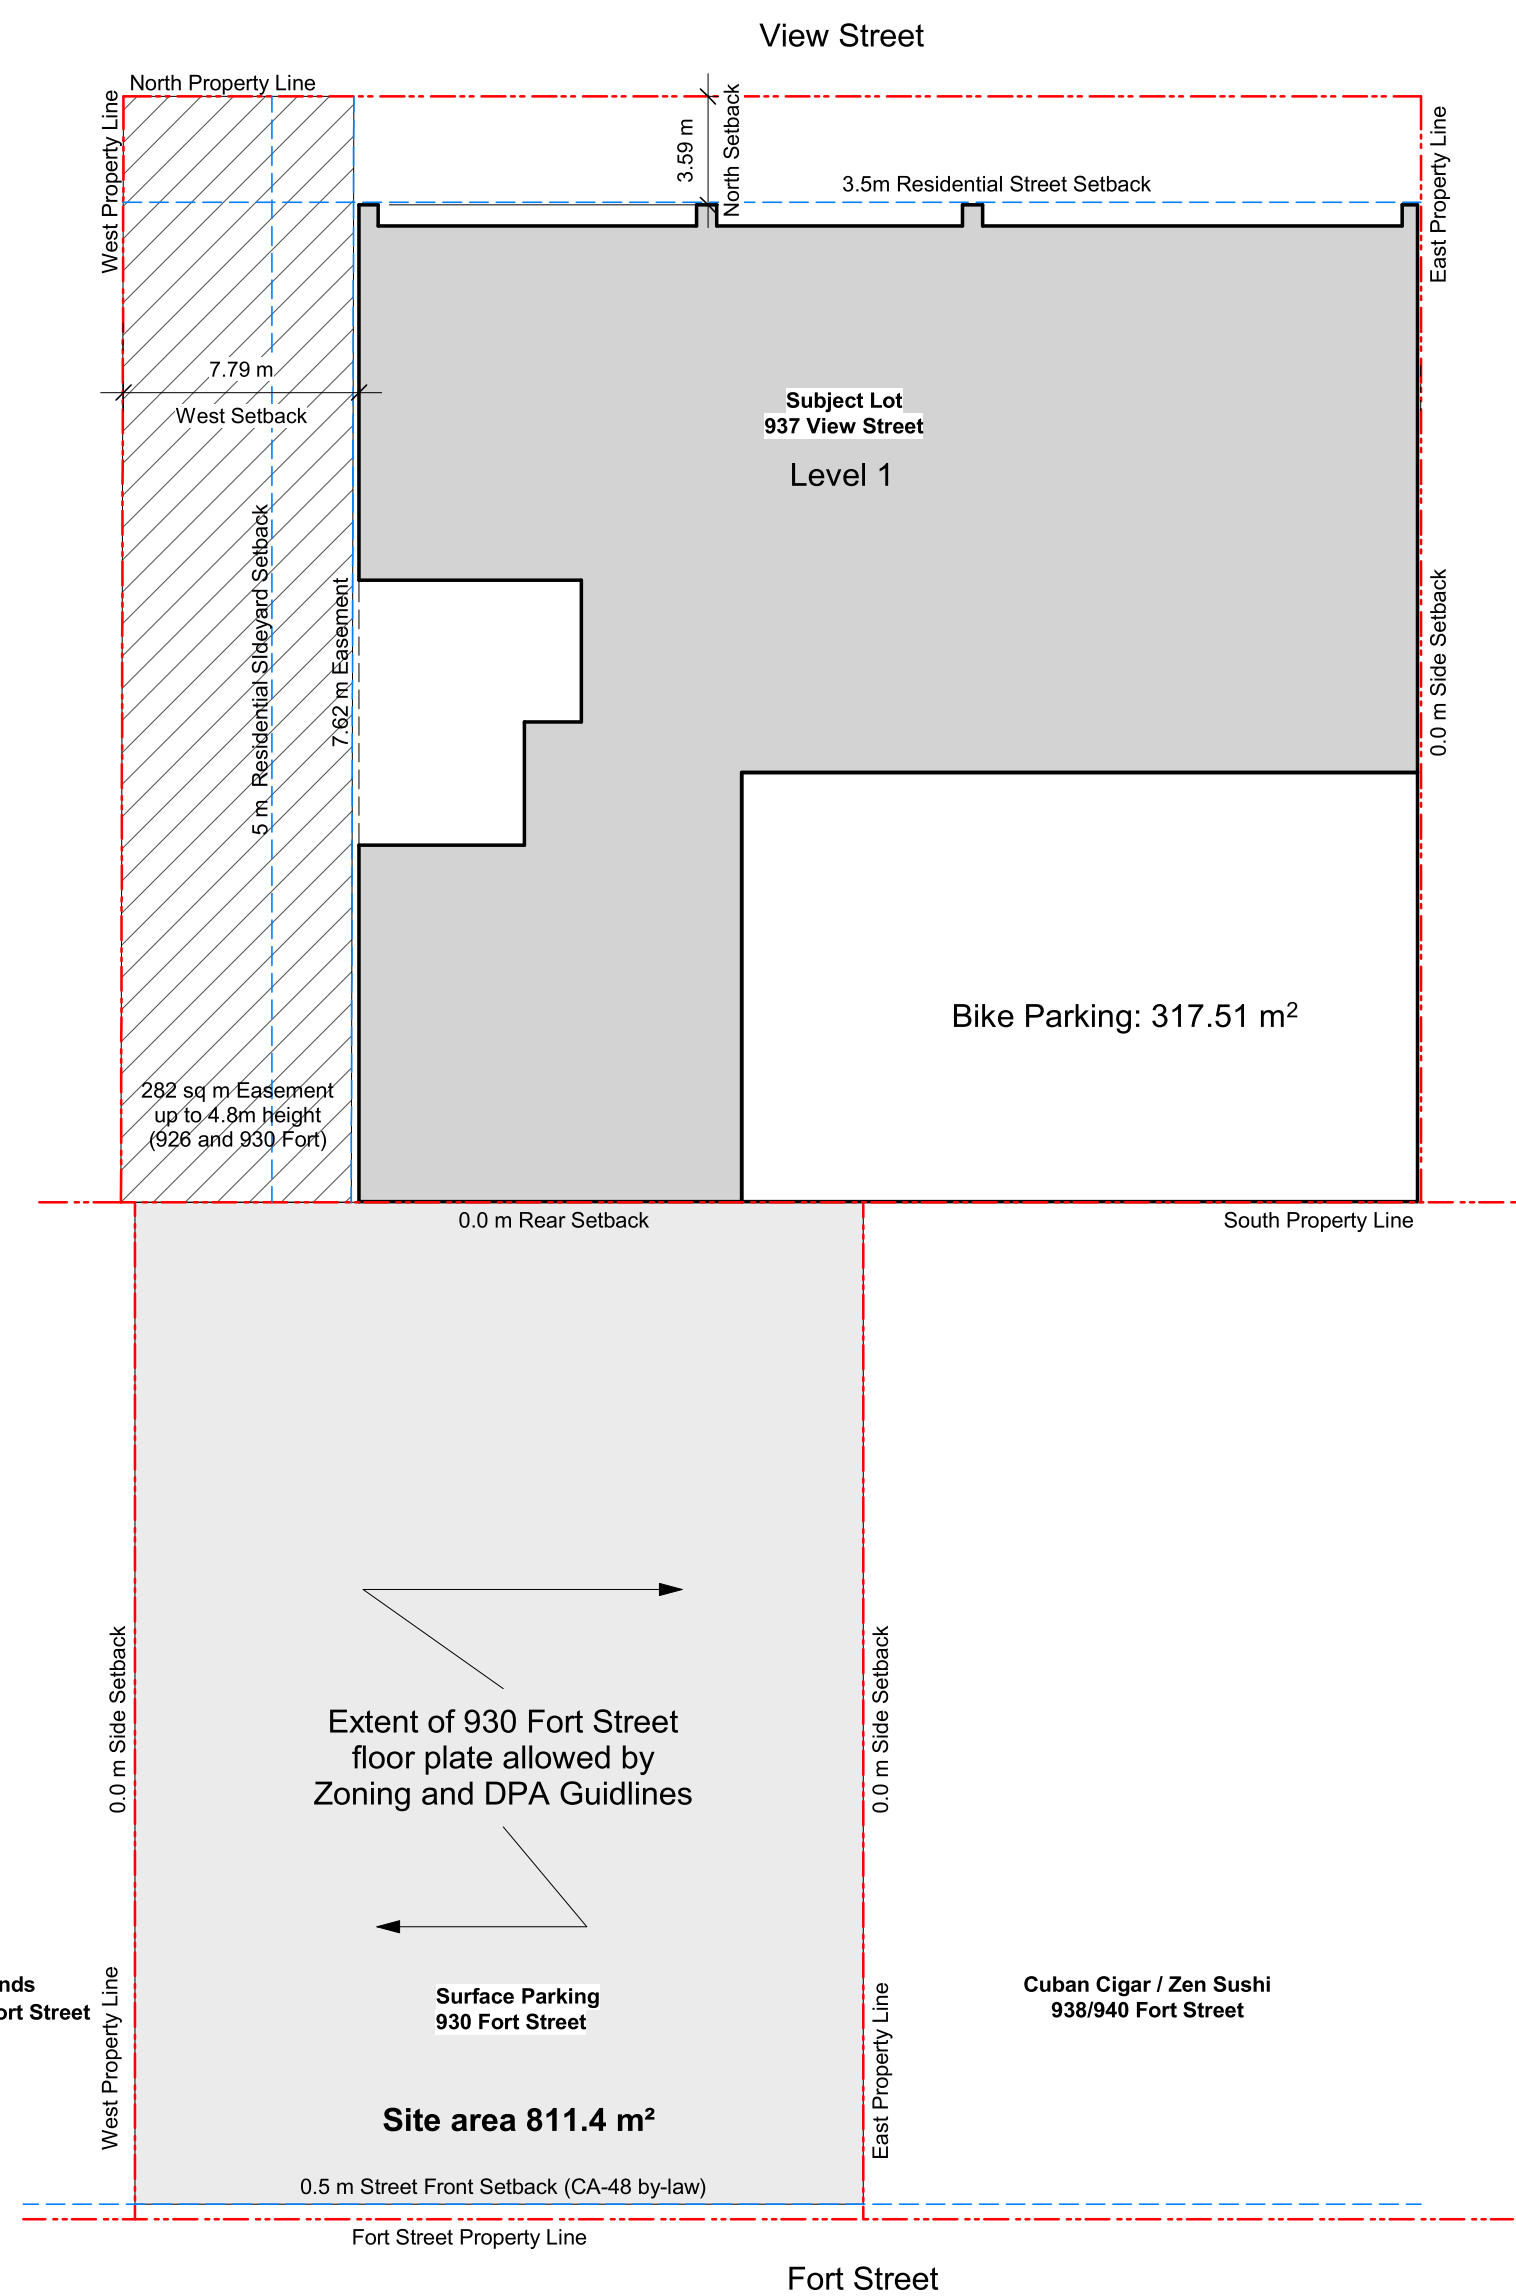 View Street
North Property Line
West Property Line
3.59 m
North Setback
East Property Line
3.5m Residential Street Setback
7.79 m
West Setback
Subject Lot
937 View Street
Level 1
5 m Residential Sideyard Setback
7.62 m Easement
0.0 m Side Setback
Bike Parking: 317.51 m²
282 sq m Easement
up to 4.8m height
(926 and 930 Fort)
0.0 m Rear Setback
South Property Line
0.0 m Side Setback
0.0 m Side Setback
Extent of 930 Fort Street
floor plate allowed by
Zoning and DPA Guidlines
nds
ort Street
West Property Line
Surface Parking
930 Fort Street
East Property Line
Cuban Cigar / Zen Sushi
938/940 Fort Street
Site area 811.4 m²
0.5 m Street Front Setback (CA-48 by-law)
Fort Street Property Line
Fort Street